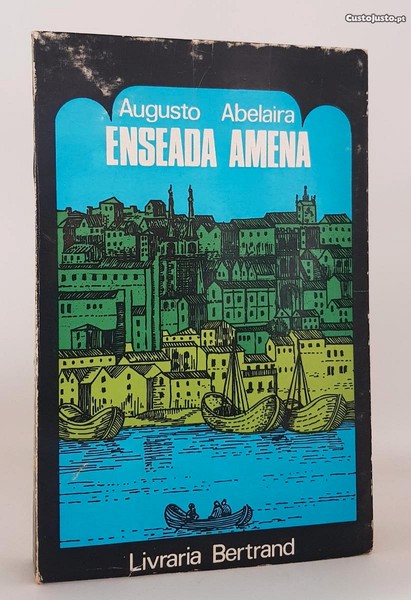 CustoJusto.pt
Augusto Abelaira
ENSEADA AMENA
Livraria Bertrand